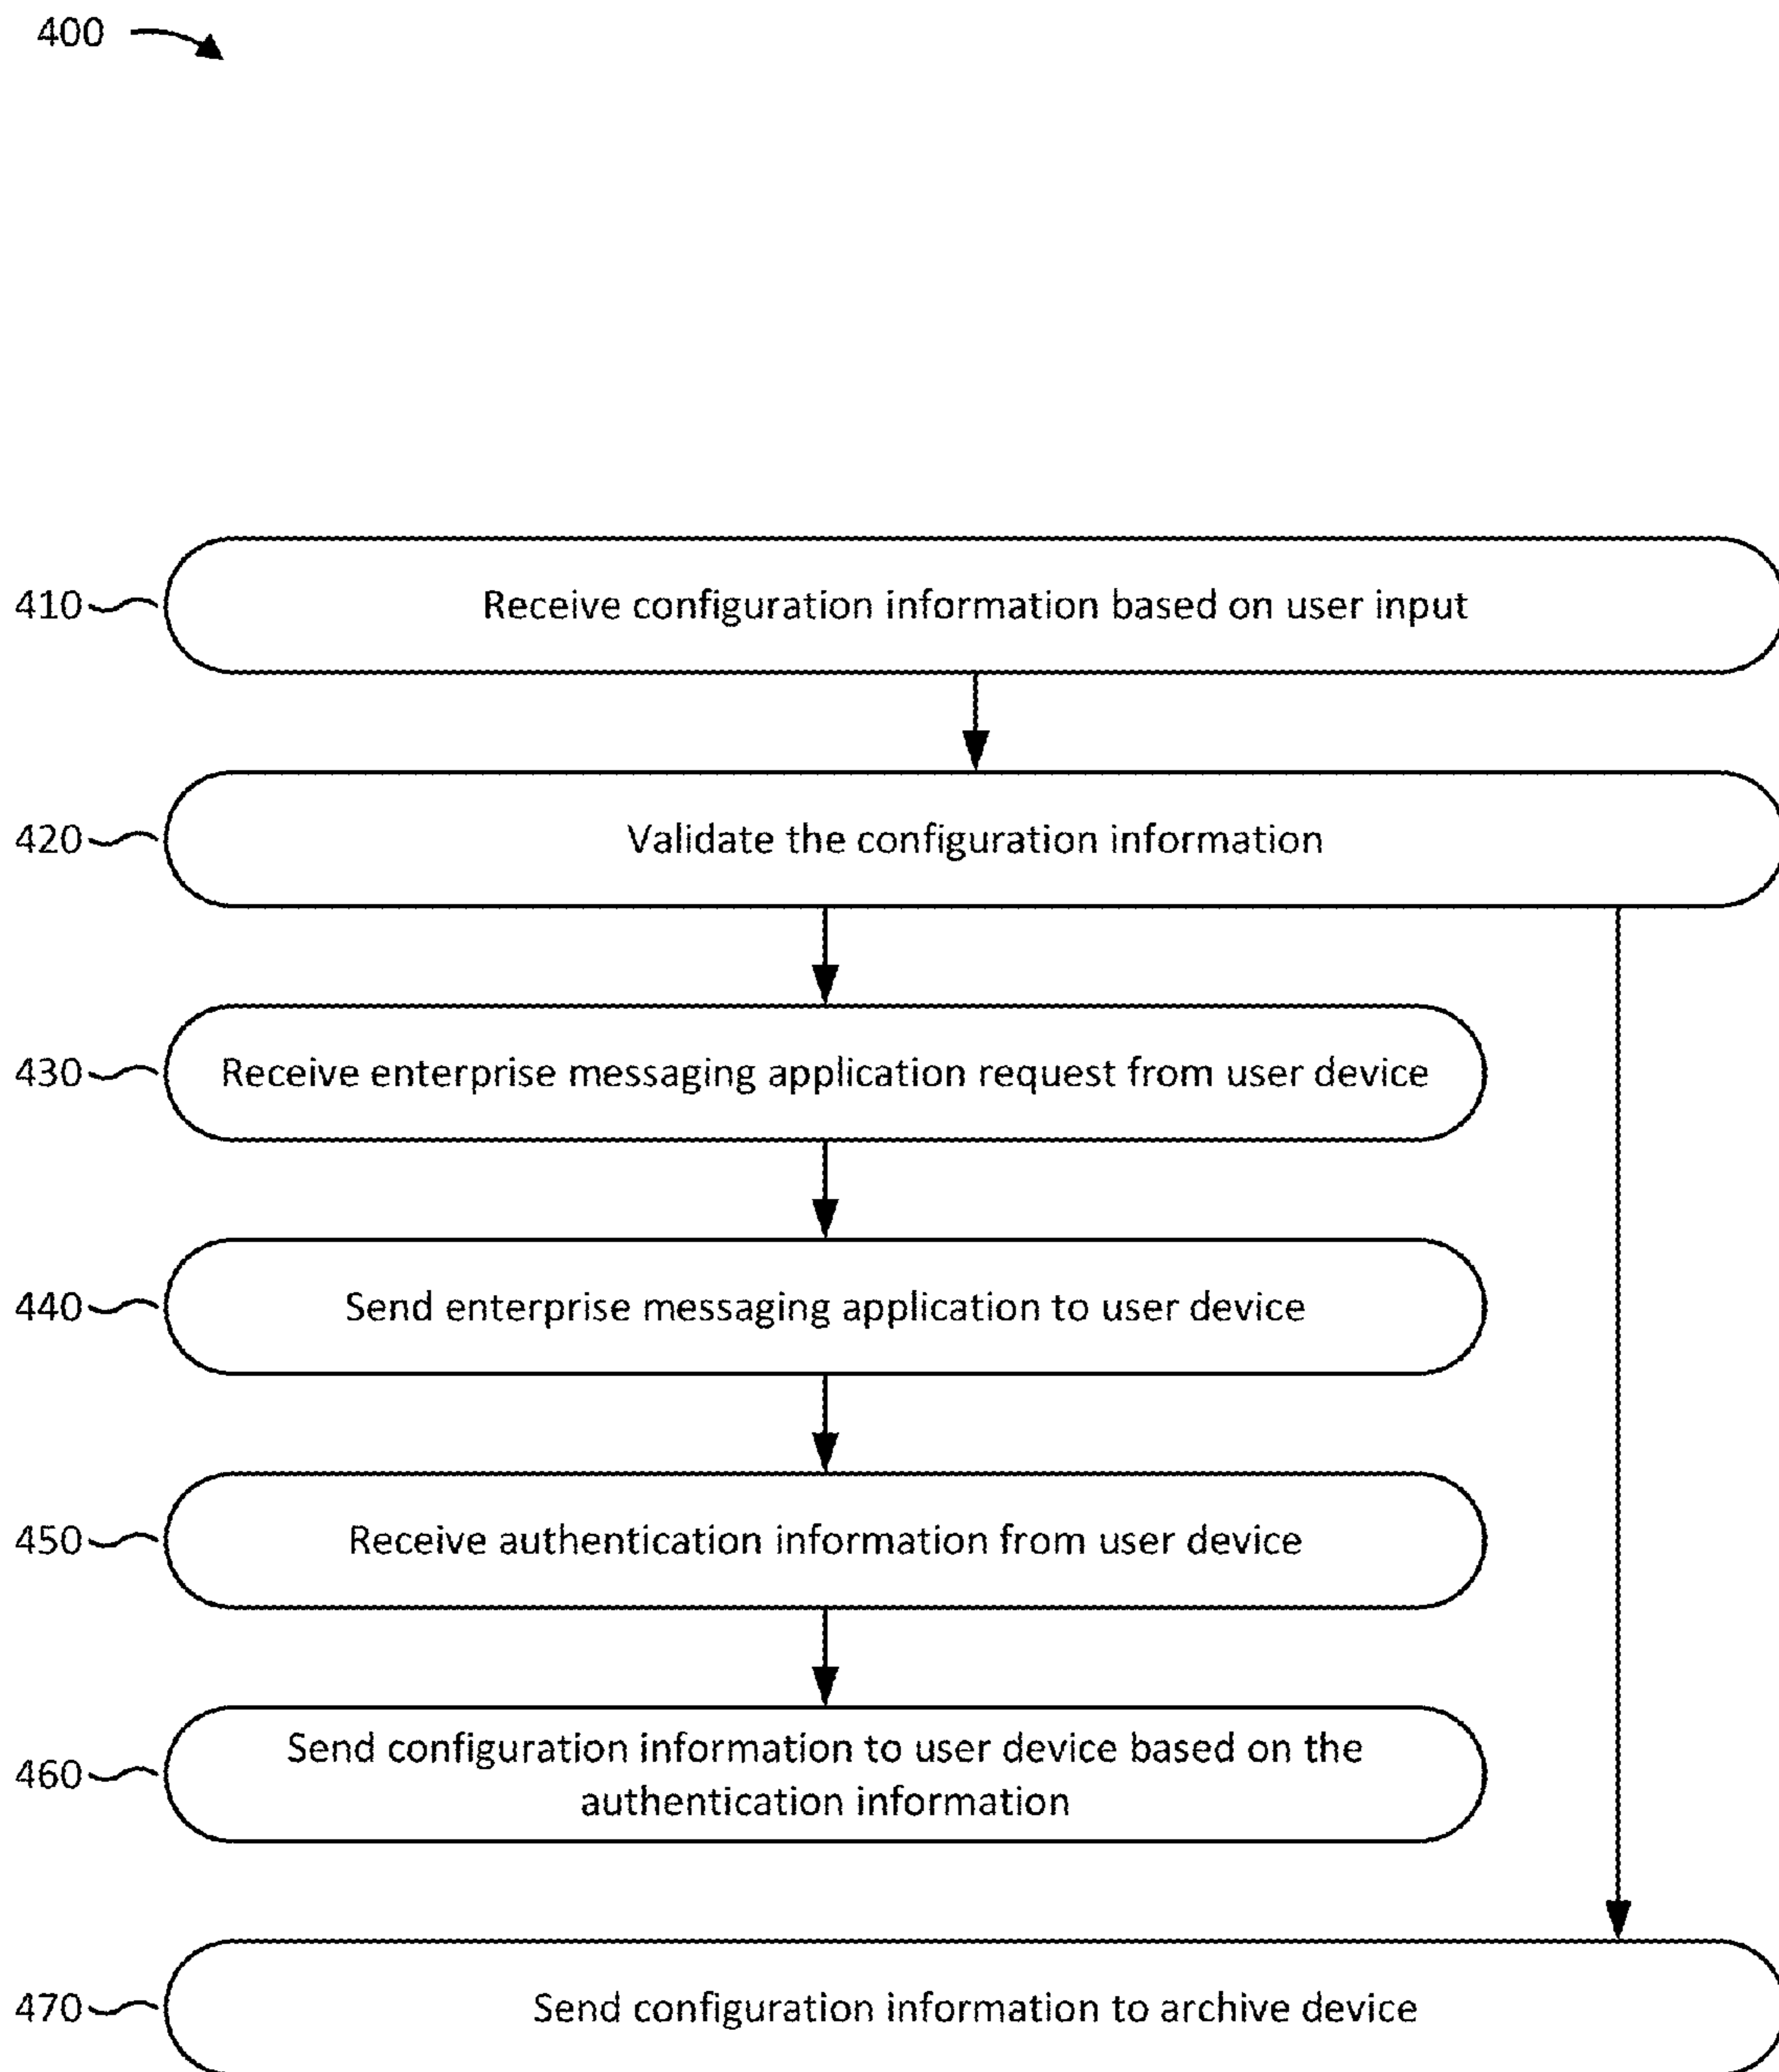 400
410 Receive configuration information based on user input
420 Validate the configuration information
430 Receive enterprise messaging application request from user device
440 Send enterprise messaging application to user device
450 Receive authentication information from user device
460 Send configuration information to user device based on the
authentication information
470 Send configuration information to archive device